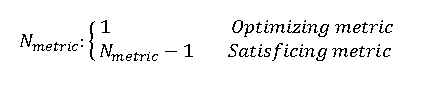 N_metric: { 1 Optimizing metric
N_metric − 1 Satisficing metric